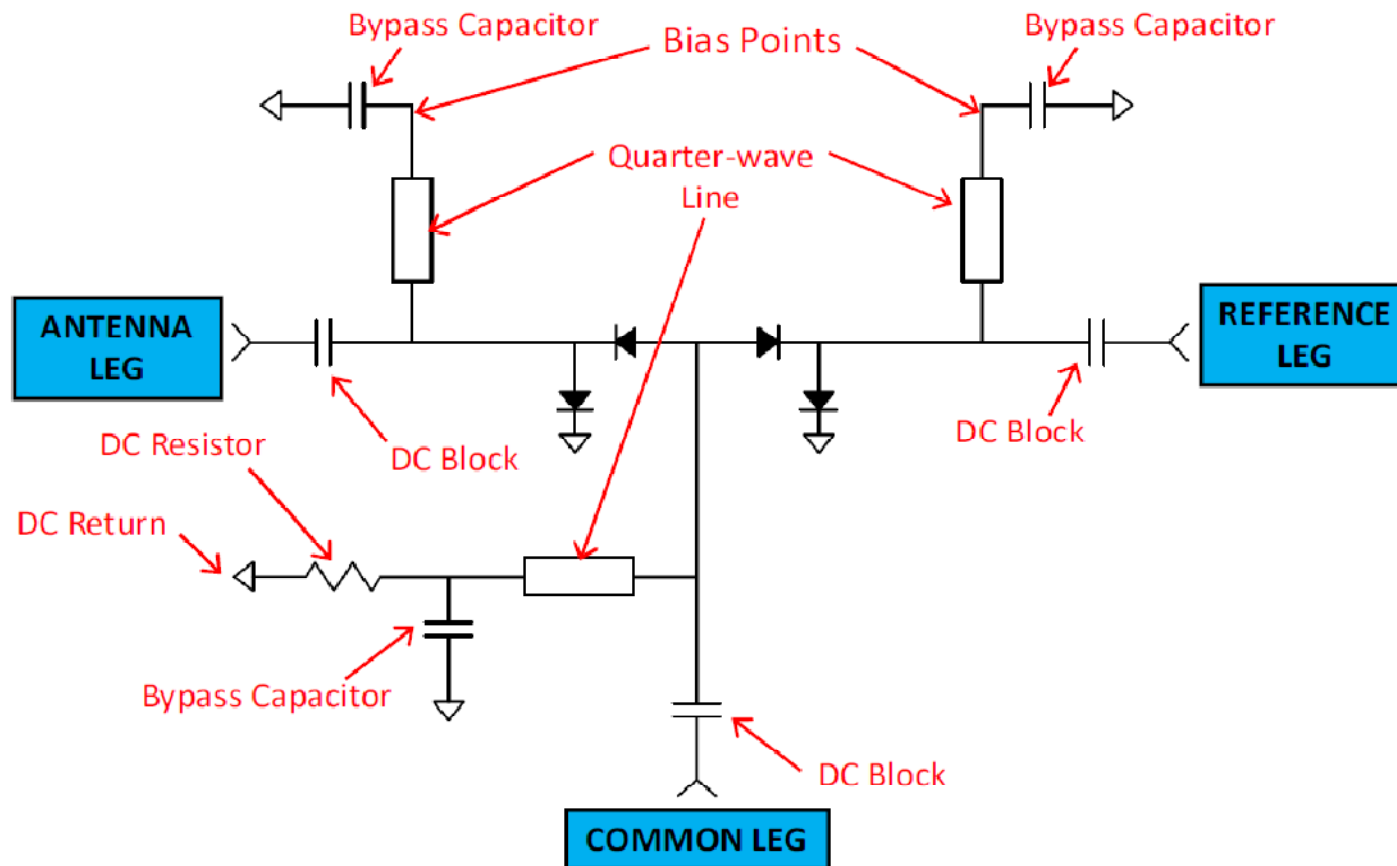 Bypass Capacitor
Bias Points
Bypass Capacitor
Quarter-wave
Line
ANTENNA
LEG
REFERENCE
LEG
DC Resistor
DC Block
DC Block
DC Return
Bypass Capacitor
DC Block
COMMON LEG